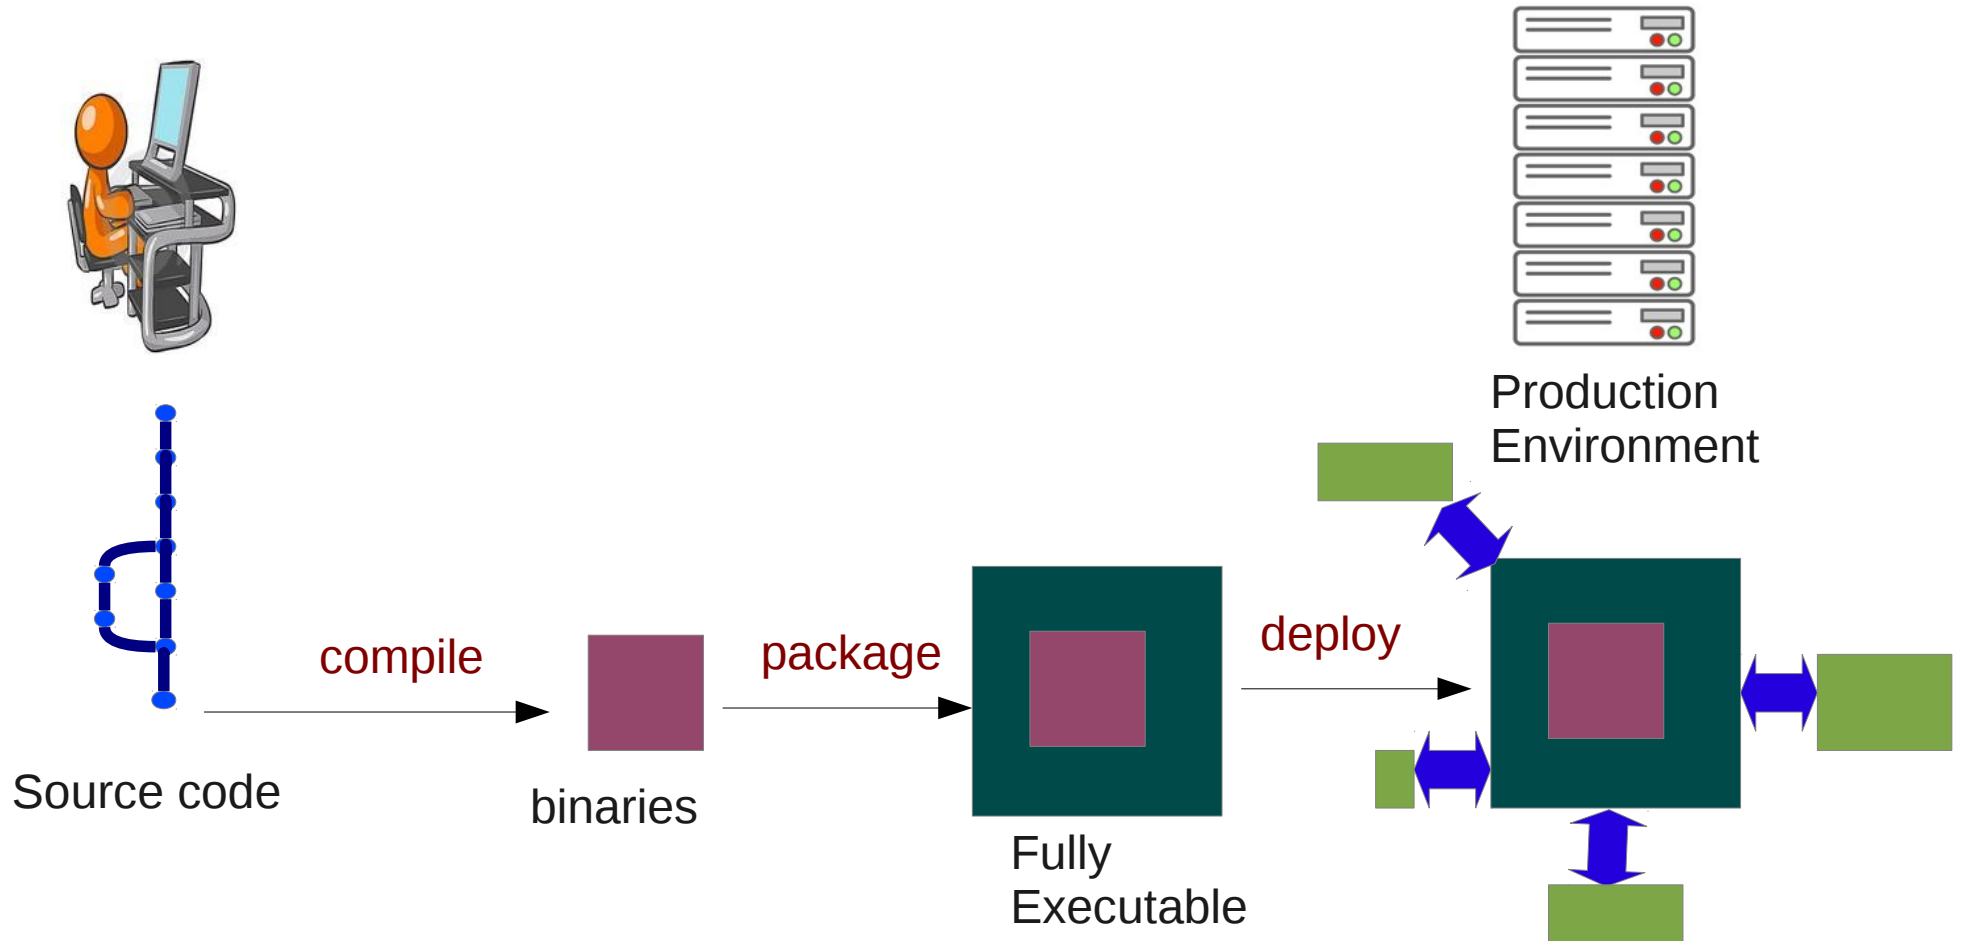 Production
Environment
compile
package
deploy
Source code
binaries
Fully
Executable